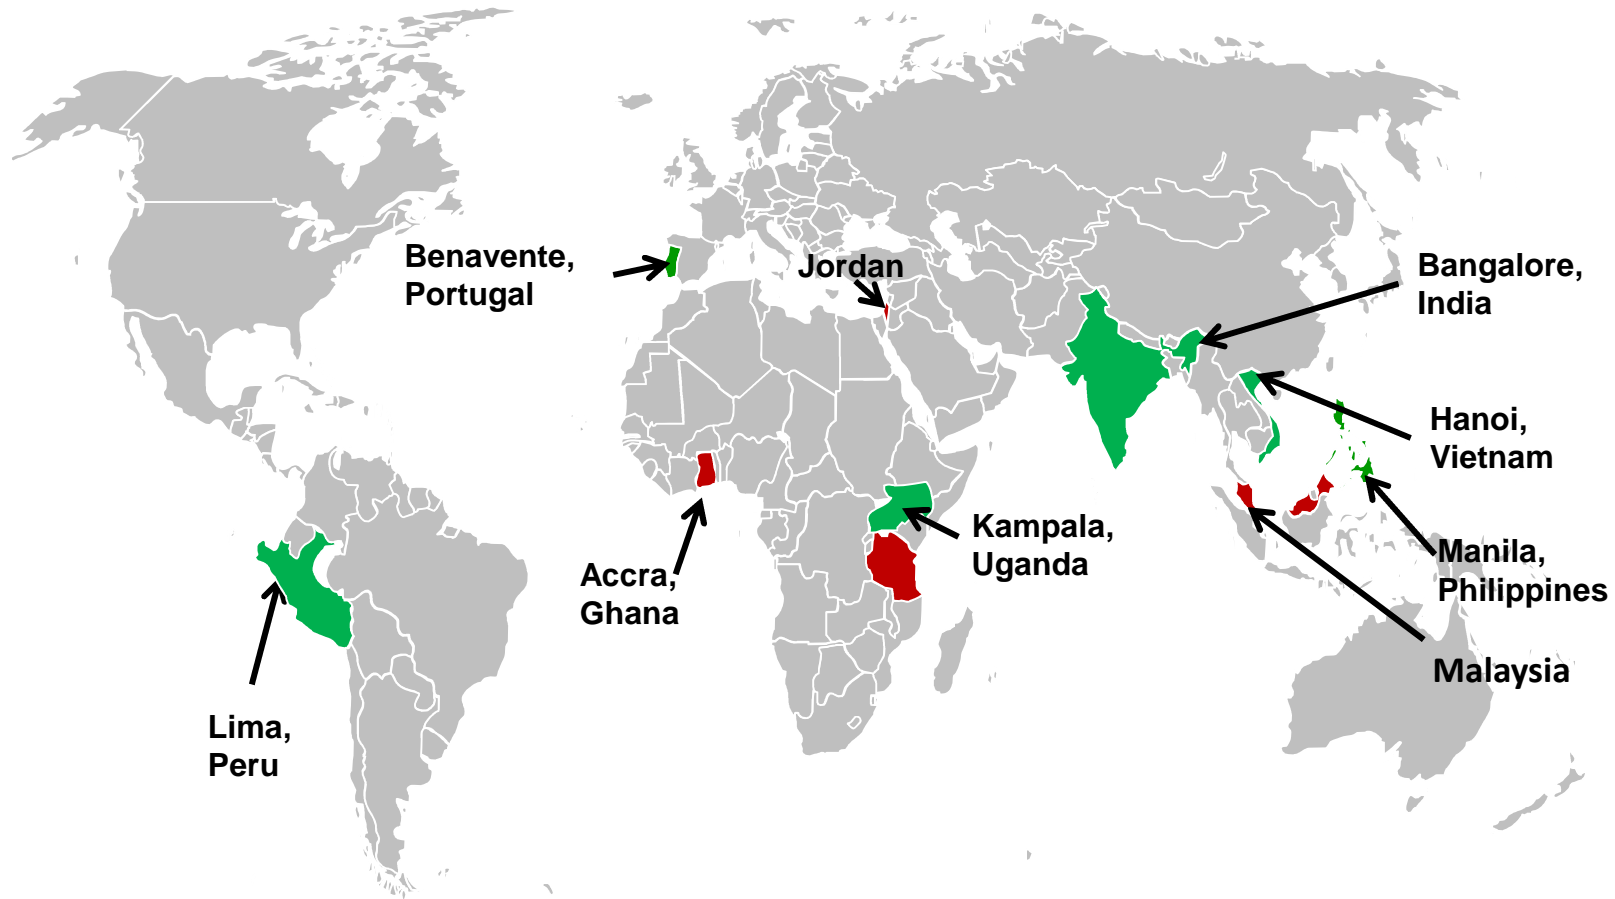 Benavente,
Portugal
Jordan
Bangalore,
India
Hanoi,
Vietnam
Kampala,
Uganda
Manila,
Philippines
Accra,
Ghana
Malaysia
Lima,
Peru